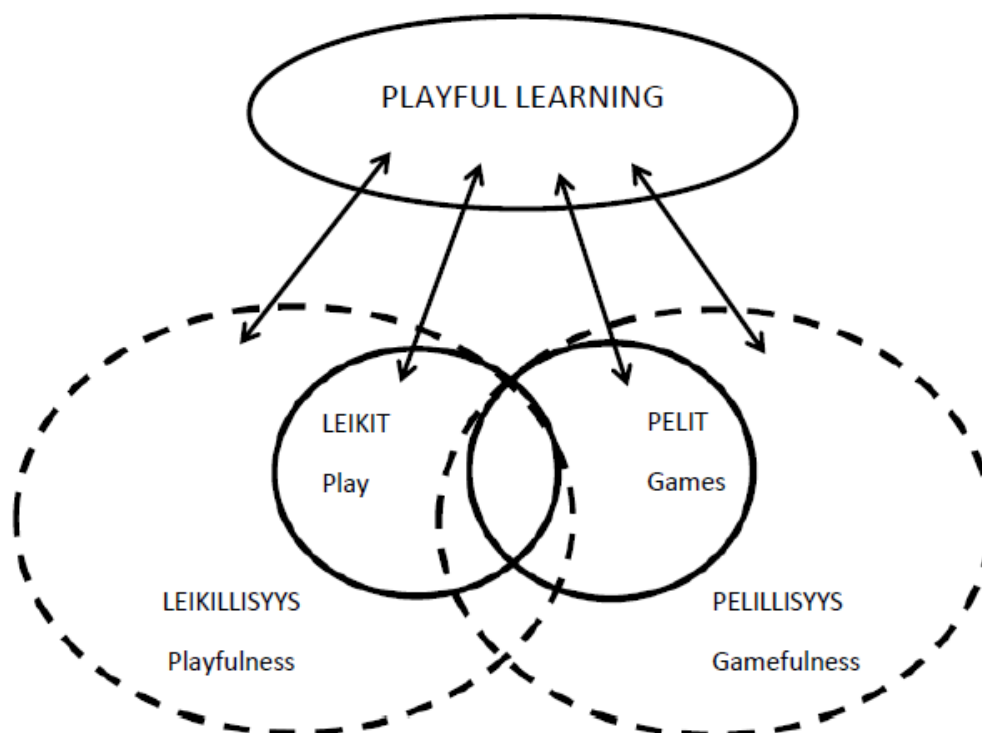 PLAYFUL LEARNING
LEIKIT
Play
PELIT
Games
LEIKILLISYYS
Playfulness
PELILLISYYS
Gamefulness